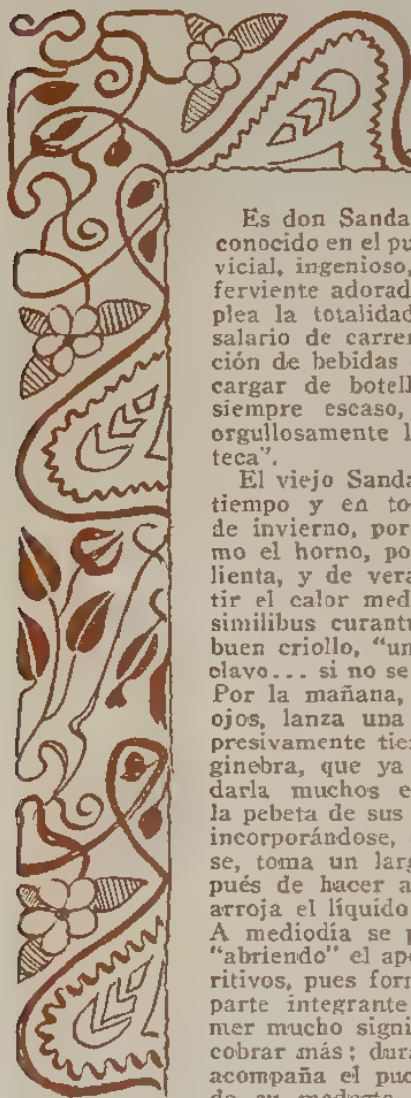 Es don Sanda
conocido en el pu
vicial, ingenioso,
ferviente adorad
plea la totalidad
salario de carrer
ción de bebidas
cargar de botell
siempre escaso,
orgullosamente l
teca".
El viejo Sanda
tiempo y en to
de invierno, por
mo el horno, po
lienta, y de vera
tir el calor med
similibus curantu
buen criollo, "un
clavo... si no se
Por la mañana,
ojos, lanza una
presivamente tier
ginebra, que ya
darla muchos e
la pebeta de sus
incorporándose,
se, toma un larg
pués de hacer a
arroja el líquido
A mediodía se
"abriendo" el ape
ritivos, pues forn
parte integrante
mer mucho signi
cobrar más; dura
acompaña el puc